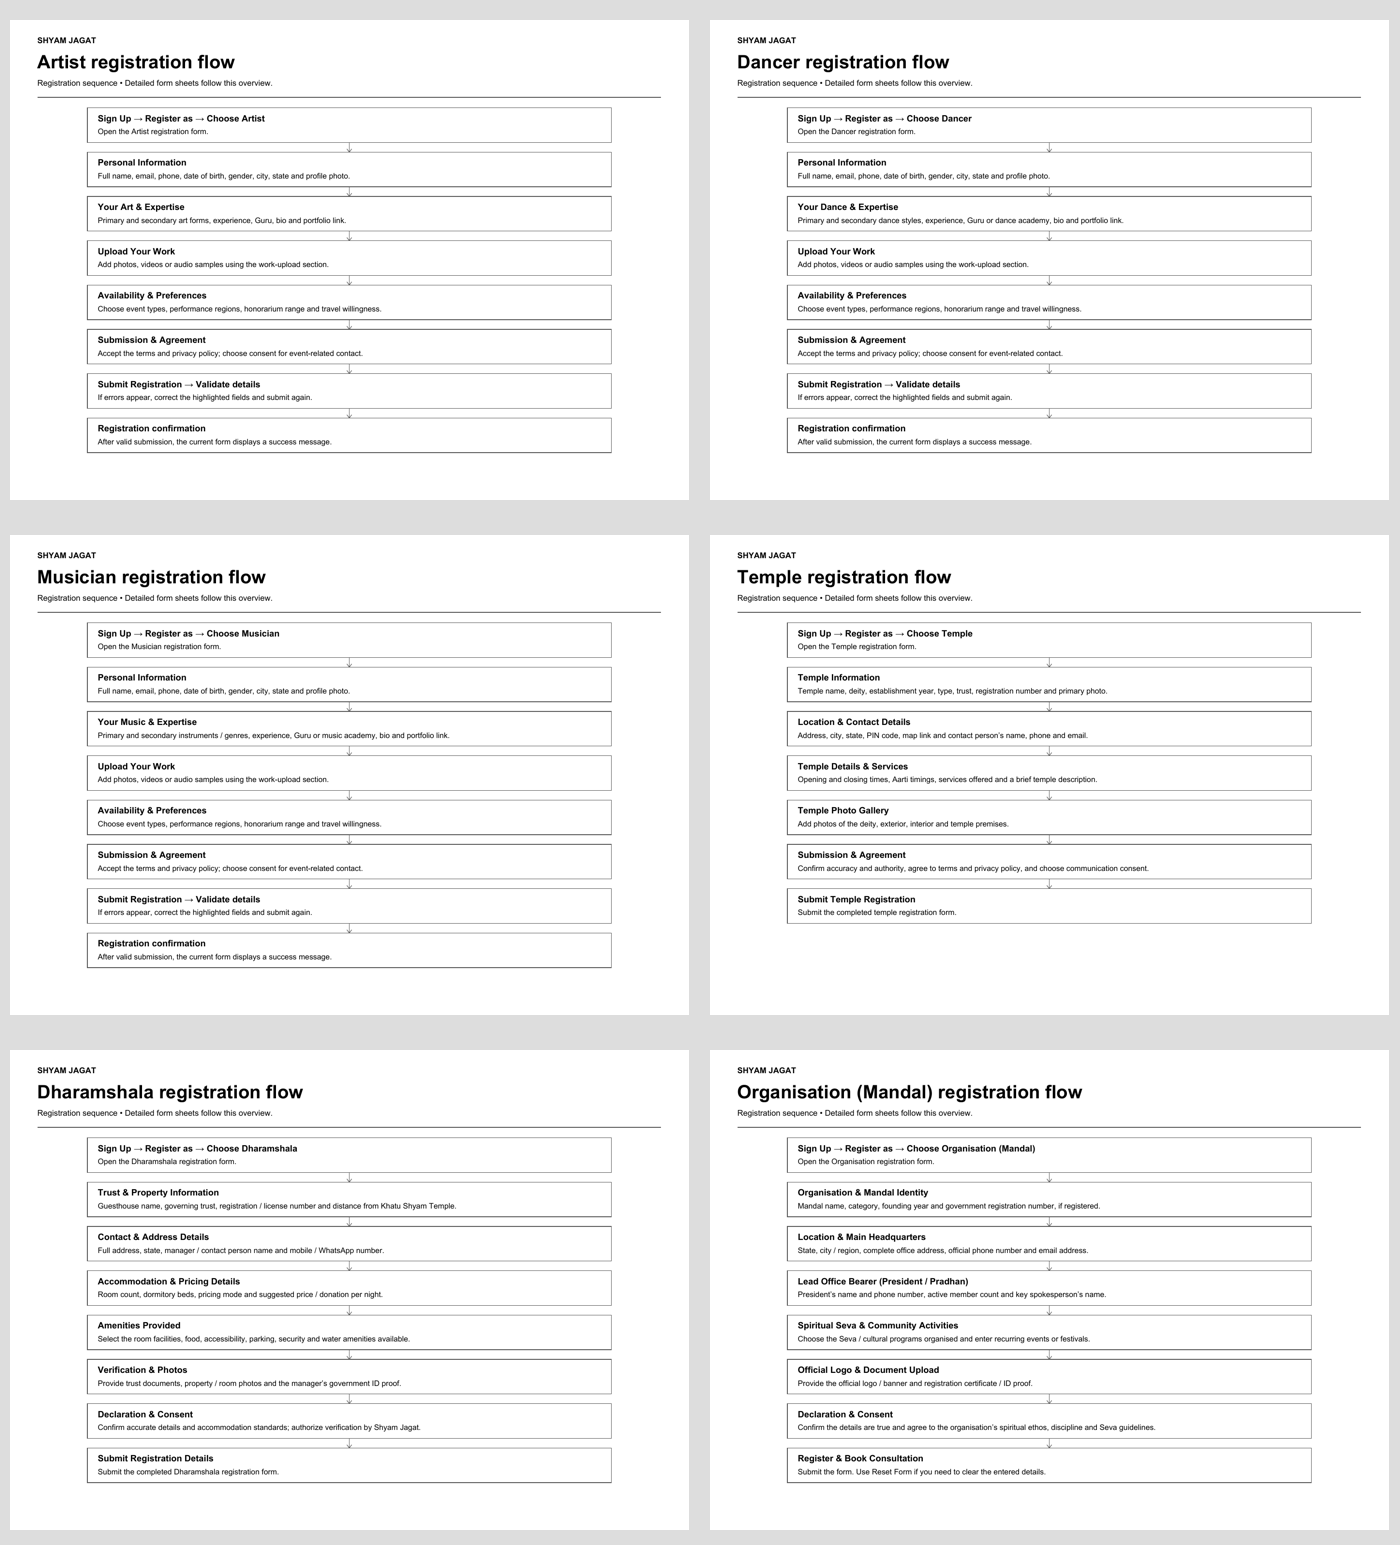 SHYAM JAGAT
Artist registration flow
Registration sequence • Detailed form sheets follow this overview.
Sign Up → Register as → Choose Artist
Open the Artist registration form.
Personal Information
Full name, email, phone, date of birth, gender, city, state and profile photo.
Your Art & Expertise
Primary and secondary art forms, experience, Guru, bio and portfolio link.
Upload Your Work
Add photos, videos or audio samples using the work-upload section.
Availability & Preferences
Choose event types, performance regions, honorarium range and travel willingness.
Submission & Agreement
Accept the terms and privacy policy; choose consent for event-related contact.
Submit Registration → Validate details
If errors appear, correct the highlighted fields and submit again.
Registration confirmation
After valid submission, the current form displays a success message.
SHYAM JAGAT
Dancer registration flow
Registration sequence • Detailed form sheets follow this overview.
Sign Up → Register as → Choose Dancer
Open the Dancer registration form.
Personal Information
Full name, email, phone, date of birth, gender, city, state and profile photo.
Your Dance & Expertise
Primary and secondary dance styles, experience, Guru or dance academy, bio and portfolio link.
Upload Your Work
Add photos, videos or audio samples using the work-upload section.
Availability & Preferences
Choose event types, performance regions, honorarium range and travel willingness.
Submission & Agreement
Accept the terms and privacy policy; choose consent for event-related contact.
Submit Registration → Validate details
If errors appear, correct the highlighted fields and submit again.
Registration confirmation
After valid submission, the current form displays a success message.
SHYAM JAGAT
Musician registration flow
Registration sequence • Detailed form sheets follow this overview.
Sign Up → Register as → Choose Musician
Open the Musician registration form.
Personal Information
Full name, email, phone, date of birth, gender, city, state and profile photo.
Your Music & Expertise
Primary and secondary instruments / genres, experience, Guru or music academy, bio and portfolio link.
Upload Your Work
Add photos, videos or audio samples using the work-upload section.
Availability & Preferences
Choose event types, performance regions, honorarium range and travel willingness.
Submission & Agreement
Accept the terms and privacy policy; choose consent for event-related contact.
Submit Registration → Validate details
If errors appear, correct the highlighted fields and submit again.
Registration confirmation
After valid submission, the current form displays a success message.
SHYAM JAGAT
Temple registration flow
Registration sequence • Detailed form sheets follow this overview.
Sign Up → Register as → Choose Temple
Open the Temple registration form.
Temple Information
Temple name, deity, establishment year, type, trust, registration number and primary photo.
Location & Contact Details
Address, city, state, PIN code, map link and contact person's name, phone and email.
Temple Details & Services
Opening and closing times, Aarti timings, services offered and a brief temple description.
Temple Photo Gallery
Add photos of the deity, exterior, interior and temple premises.
Submission & Agreement
Confirm accuracy and authority, agree to terms and privacy policy, and choose communication consent.
Submit Temple Registration
Submit the completed temple registration form.
SHYAM JAGAT
Dharamshala registration flow
Registration sequence • Detailed form sheets follow this overview.
Sign Up → Register as → Choose Dharamshala
Open the Dharamshala registration form.
Trust & Property Information
Guesthouse name, governing trust, registration / license number and distance from Khatu Shyam Temple.
Contact & Address Details
Full address, state, manager / contact person name and mobile / WhatsApp number.
Accommodation & Pricing Details
Room count, dormitory beds, pricing mode and suggested price / donation per night.
Amenities Provided
Select the room facilities, food, accessibility, parking, security and water amenities available.
Verification & Photos
Provide trust documents, property / room photos and the manager's government ID proof.
Declaration & Consent
Confirm accurate details and accommodation standards; authorize verification by Shyam Jagat.
Submit Registration Details
Submit the completed Dharamshala registration form.
SHYAM JAGAT
Organisation (Mandal) registration flow
Registration sequence • Detailed form sheets follow this overview.
Sign Up → Register as → Choose Organisation (Mandal)
Open the Organisation registration form.
Organisation & Mandal Identity
Mandal name, category, founding year and government registration number, if registered.
Location & Main Headquarters
State, city / region, complete office address, official phone number and email address.
Lead Office Bearer (President / Pradhan)
President's name and phone number, active member count and key spokesperson's name.
Spiritual Seva & Community Activities
Choose the Seva / cultural programs organised and enter recurring events or festivals.
Official Logo & Document Upload
Provide the official logo / banner and registration certificate / ID proof.
Declaration & Consent
Confirm the details are true and agree to the organisation's spiritual ethos, discipline and Seva guidelines.
Register & Book Consultation
Submit the form. Use Reset Form if you need to clear the entered details.